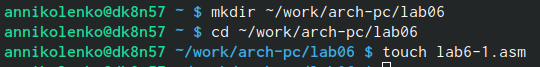 annikolenko@dk8n57 ~ $ mkdir ~/work/arch-pc/lab06
annikolenko@dk8n57 ~ $ cd ~/work/arch-pc/lab06
annikolenko@dk8n57 ~/work/arch-pc/lab06 $ touch lab6-1.asm